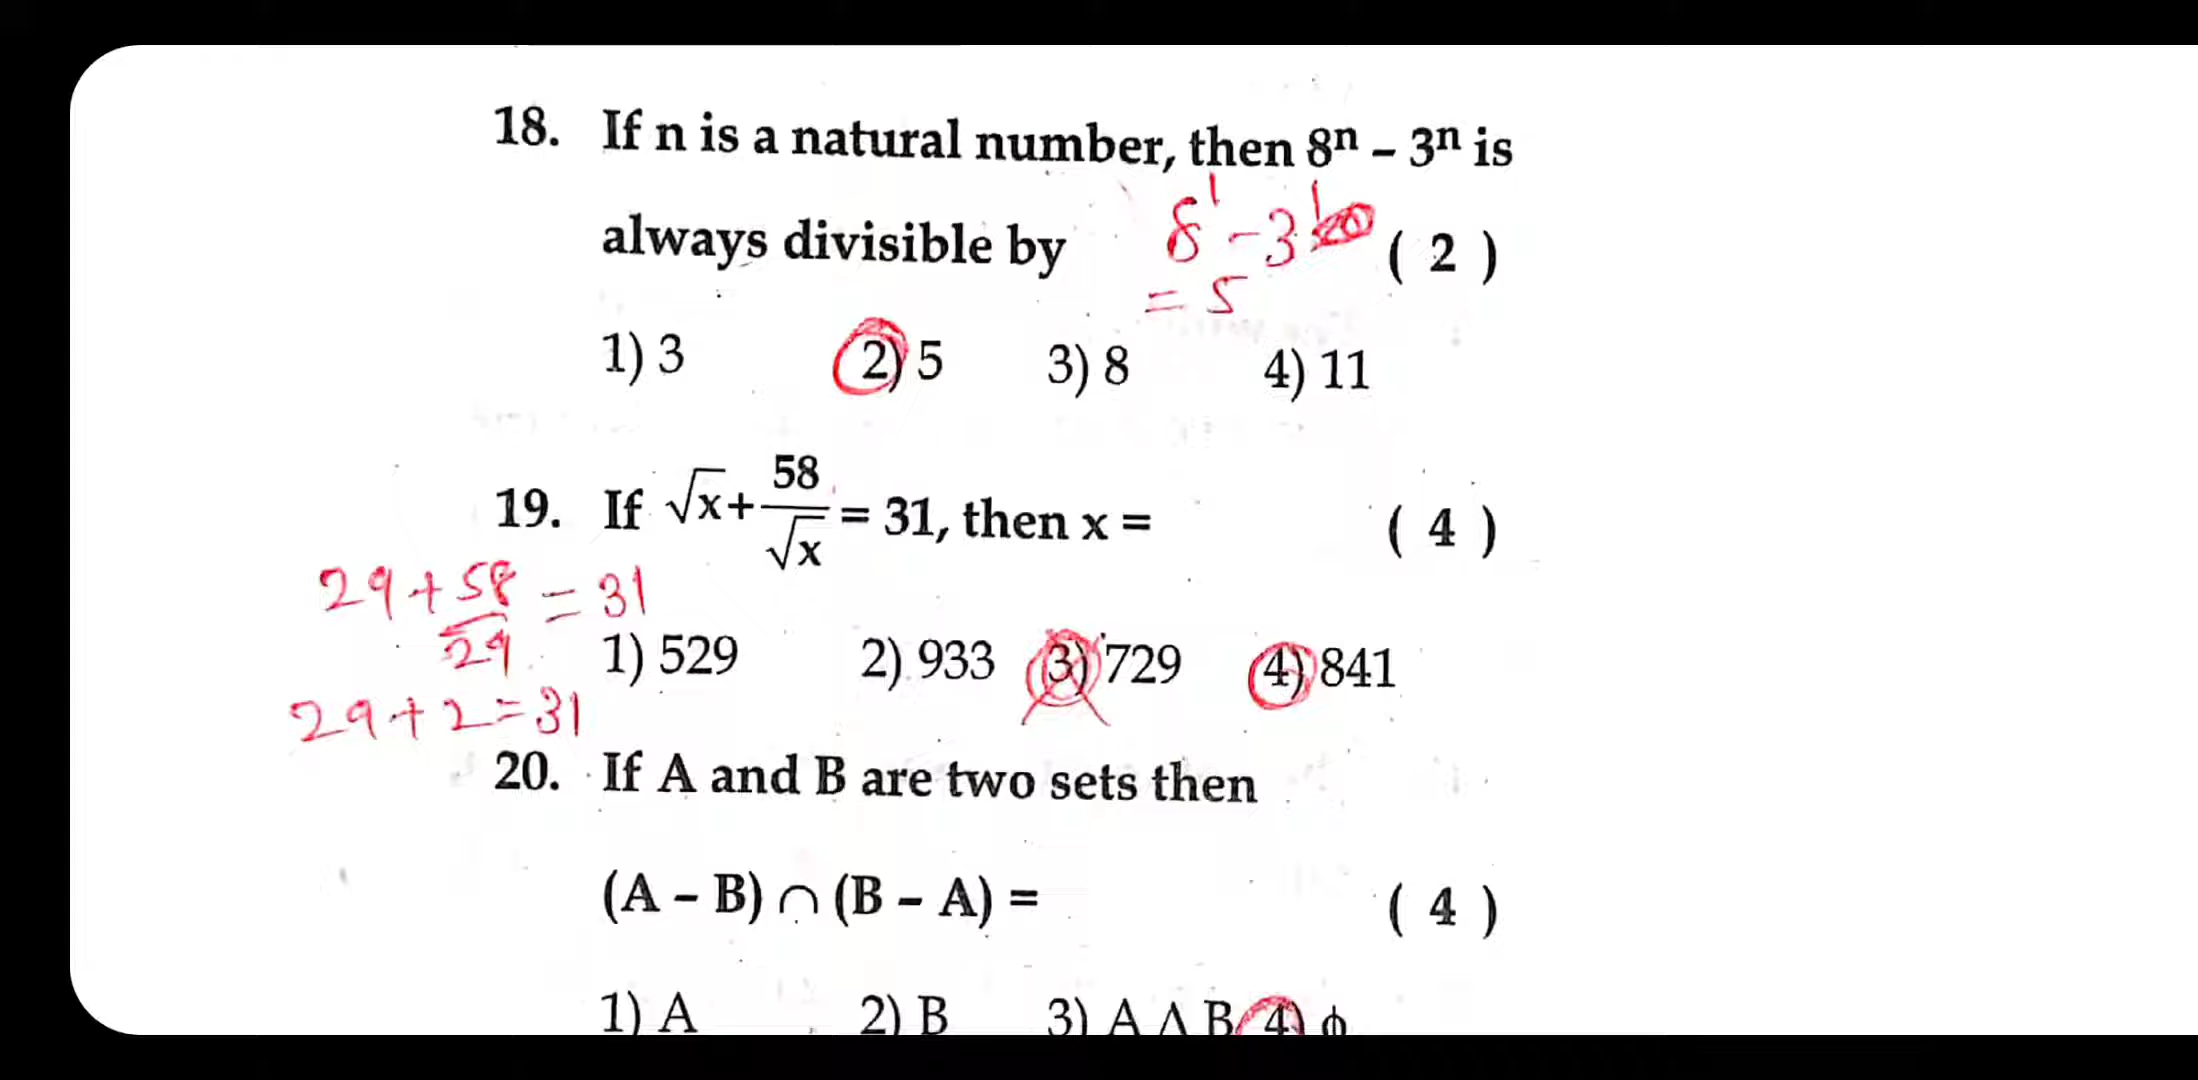 18. If n is a natural number, then 8ⁿ – 3ⁿ is
always divisible by ( 2 )
8¹ – 3¹
= 5
1) 3 2) 5 3) 8 4) 11
19. If √x + 58/√x = 31, then x = ( 4 )
29 + 58/29 = 31
1) 529 2) 933 3) 729 4) 841
29 + 2 = 31
20. If A and B are two sets then
(A – B) ∩ (B – A) = ( 4 )
1) A 2) B 3) A Δ B 4) ϕ